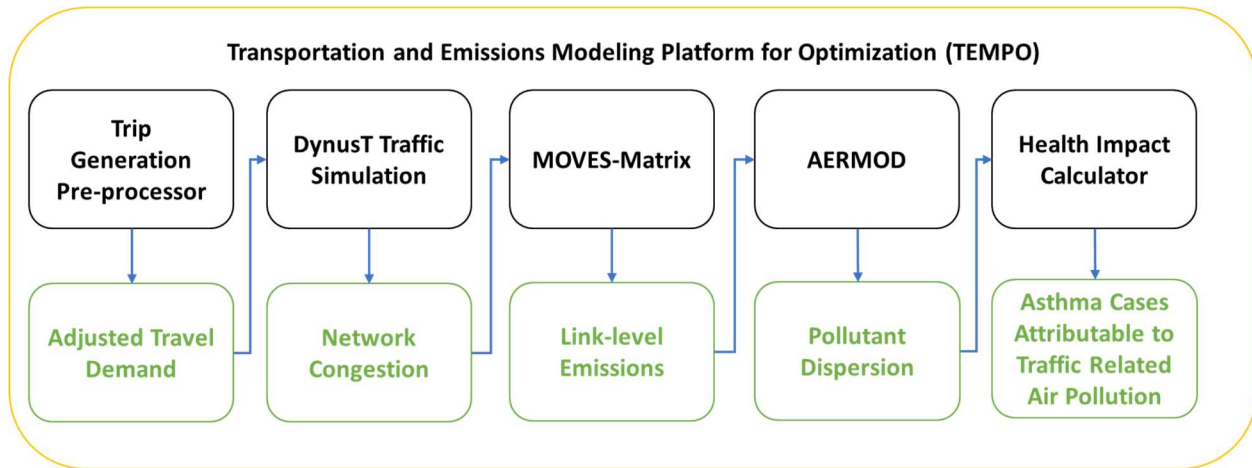 Transportation and Emissions Modeling Platform for Optimization (TEMPO)
Trip
Generation
Pre-processor
DynusT Traffic
Simulation
MOVES-Matrix
AERMOD
Health Impact
Calculator
Adjusted Travel
Demand
Network
Congestion
Link-level
Emissions
Pollutant
Dispersion
Asthma Cases
Attributable to
Traffic Related
Air Pollution